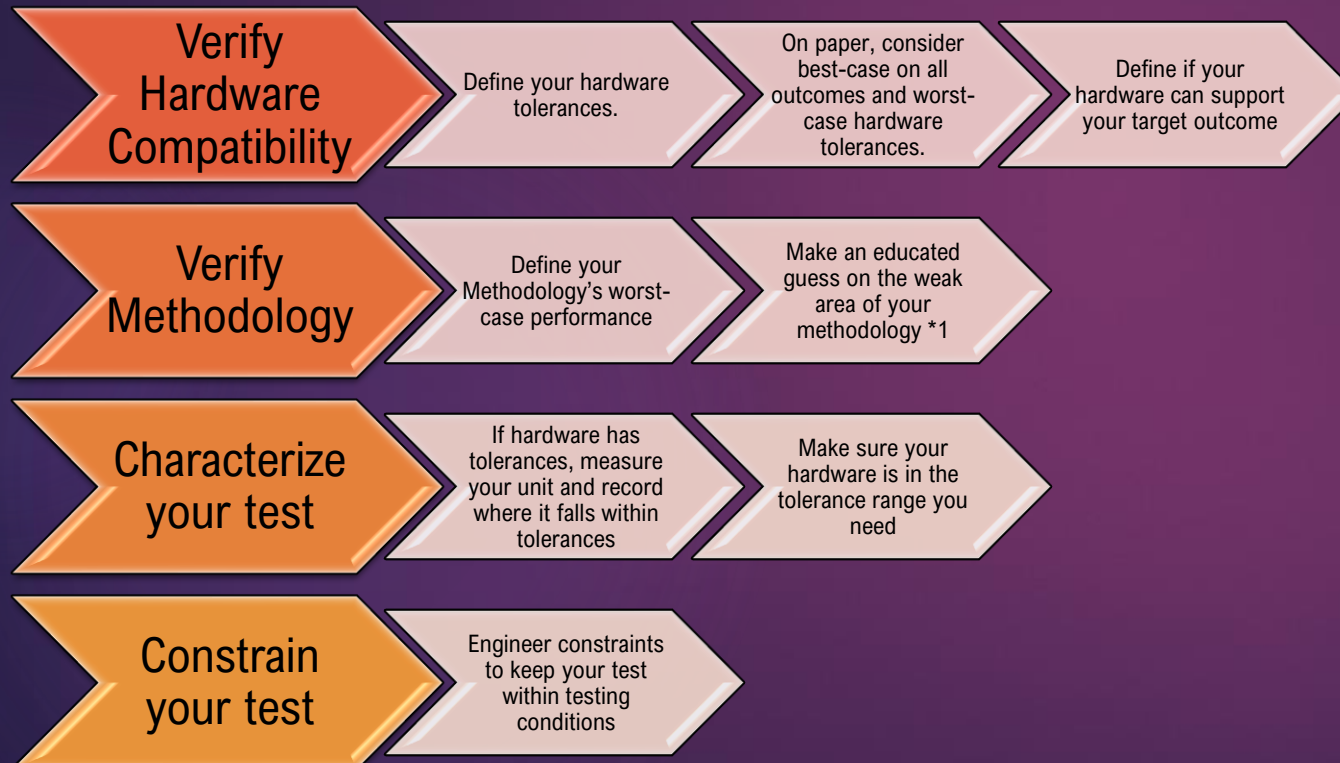 Verify
Hardware
Compatibility
Define your hardware
tolerances.
On paper, consider
best-case on all
outcomes and worst-
case hardware
tolerances.
Define if your
hardware can support
your target outcome
Verify
Methodology
Define your
Methodology's worst-
case performance
Make an educated
guess on the weak
area of your
methodology *1
Characterize
your test
If hardware has
tolerances, measure
your unit and record
where it falls within
tolerances
Make sure your
hardware is in the
tolerance range you
need
Constrain
your test
Engineer constraints
to keep your test
within testing
conditions